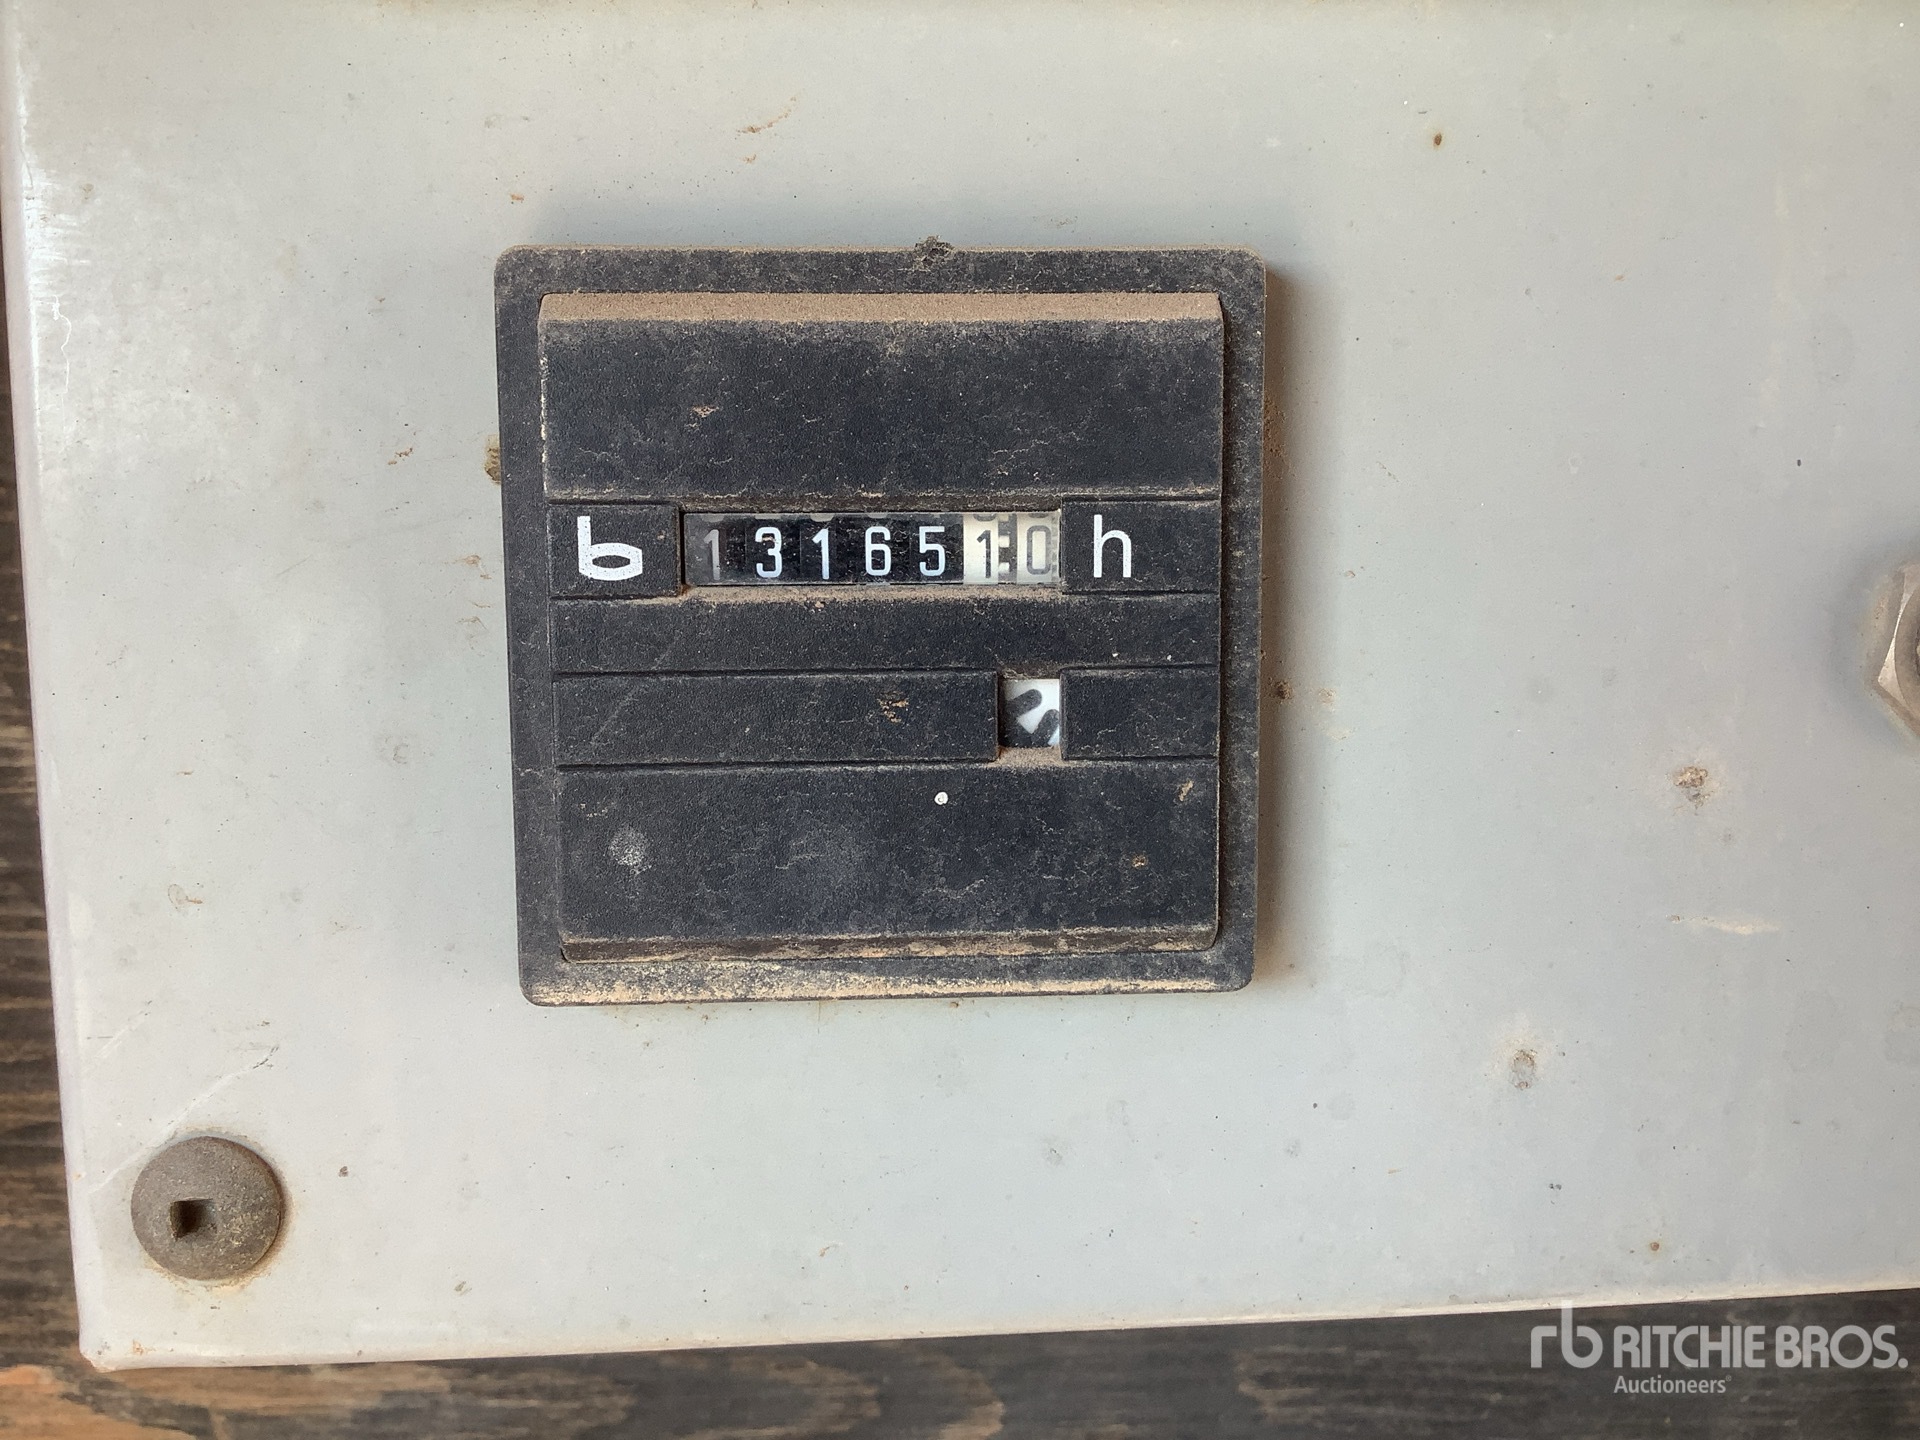 1316510 h
RITCHIE BROS.
Auctioneers